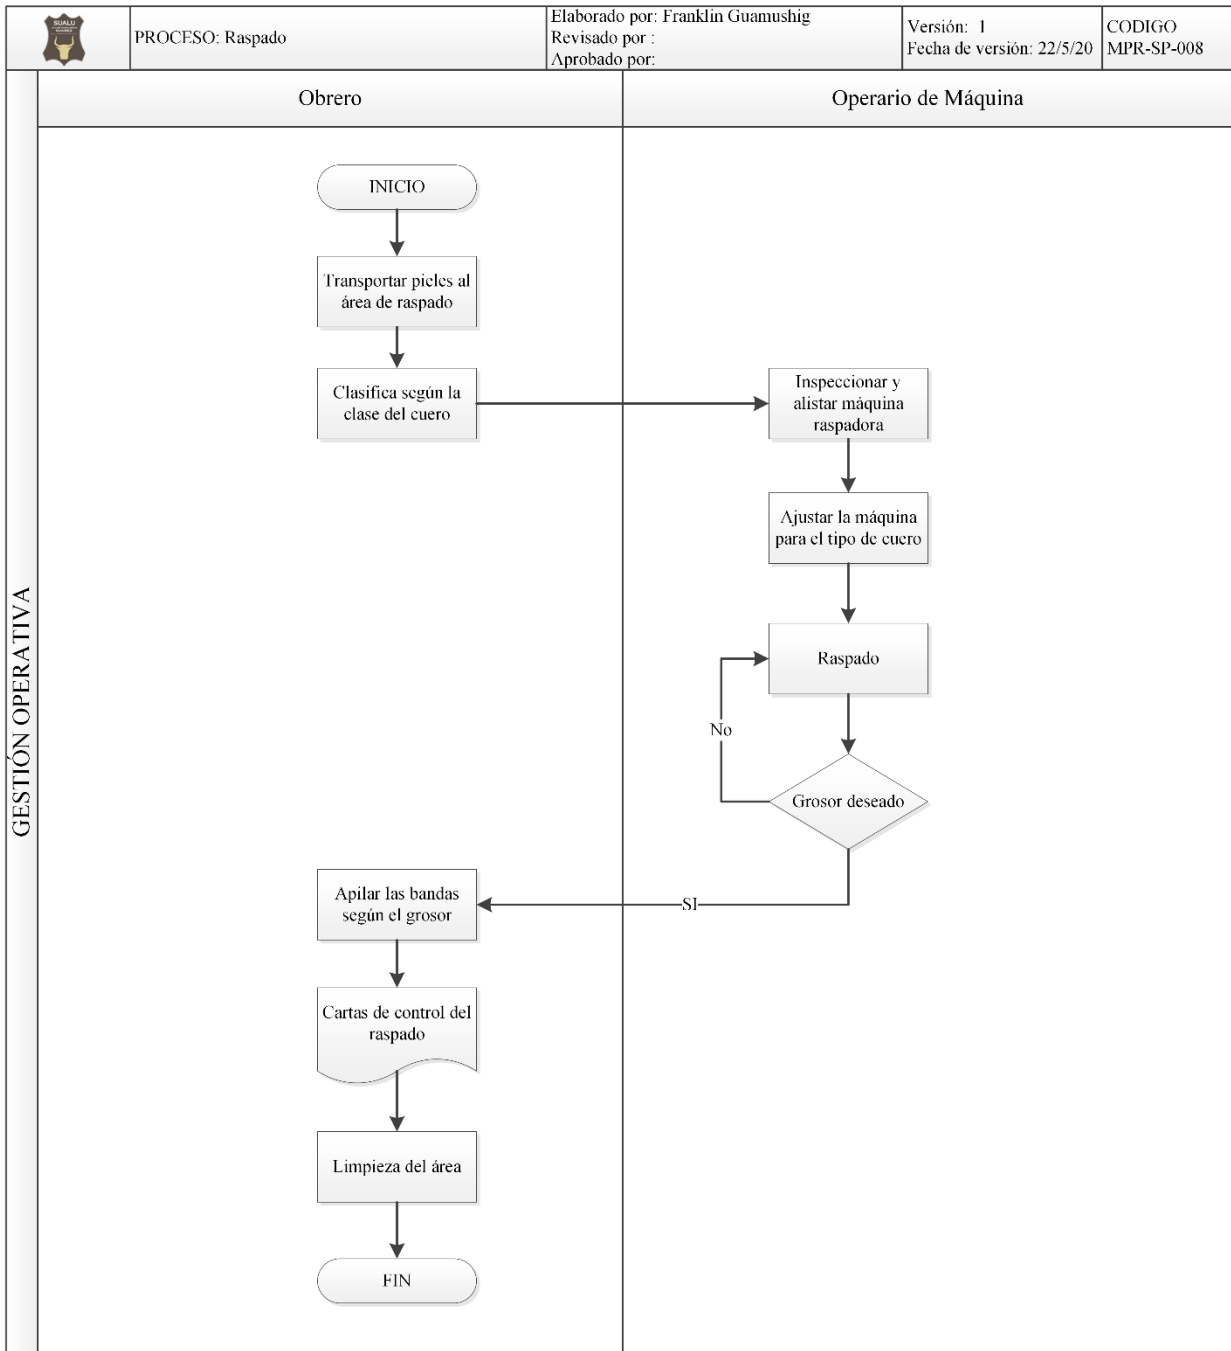 SUALU
PROCESO: Raspado
Elaborado por: Franklin Guamushig
Revisado por :
Aprobado por:
Versión:  1
Fecha de versión: 22/5/20
CODIGO
MPR-SP-008
GESTIÓN OPERATIVA
Obrero
Operario de Máquina
INICIO
Transportar pieles al
área de raspado
Clasifica según la
clase del cuero
Inspeccionar y
alistar máquina
raspadora
Ajustar la máquina
para el tipo de cuero
Raspado
No
Grosor deseado
SI
Apilar las bandas
según el grosor
Cartas de control del
raspado
Limpieza del área
FIN